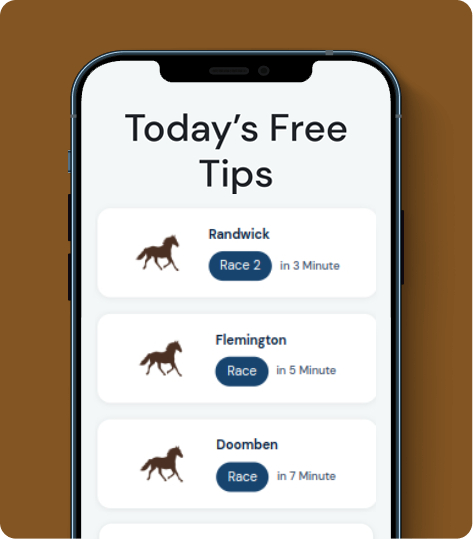 Today’s Free
Tips
Randwick
Race 2 in 3 Minute
Flemington
Race in 5 Minute
Doomben
Race in 7 Minute